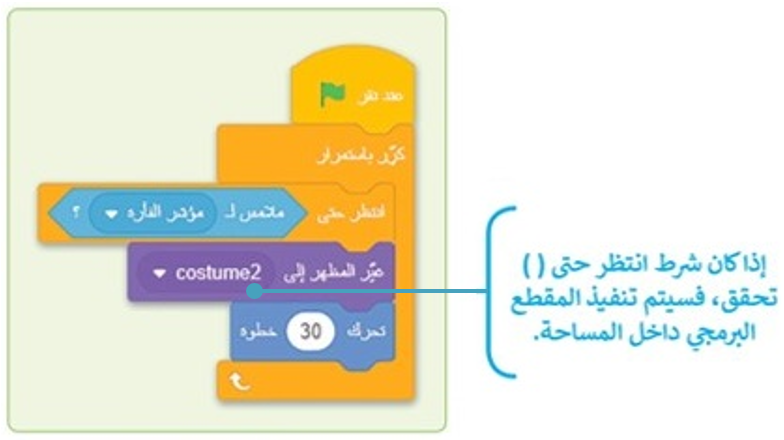 عند نقر
كرّر باستمرار
انتظر حتى ملامس لـ مؤشر الفأرة ؟
غيّر المظهر إلى costume2
تحرك 30 خطوة
إذا كان شرط انتظر حتى ( )
تحقق، فسيتم تنفيذ المقطع
البرمجي داخل المساحة.